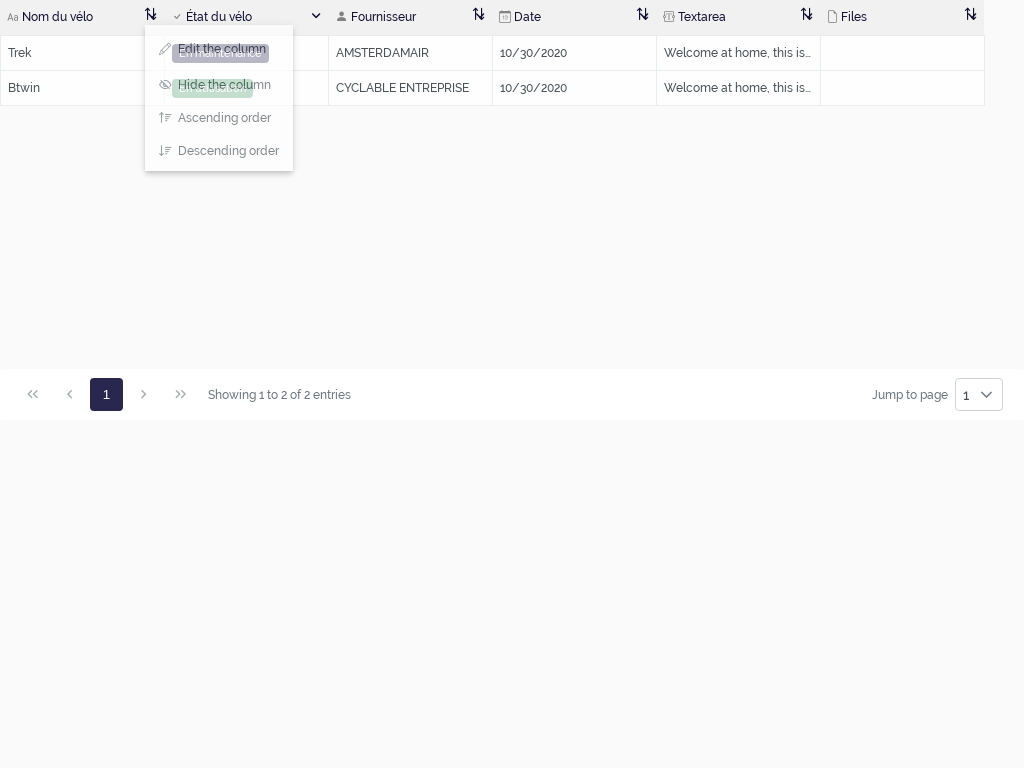 Aa Nom du vélo État du vélo Fournisseur Date Textarea Files
Trek En maintenance AMSTERDAMAIR 10/30/2020 Welcome at home, this is...
Btwin CYCLABLE ENTREPRISE 10/30/2020 Welcome at home, this is...
Edit the column
Hide the column
Ascending order
Descending order
1 Showing 1 to 2 of 2 entries Jump to page 1